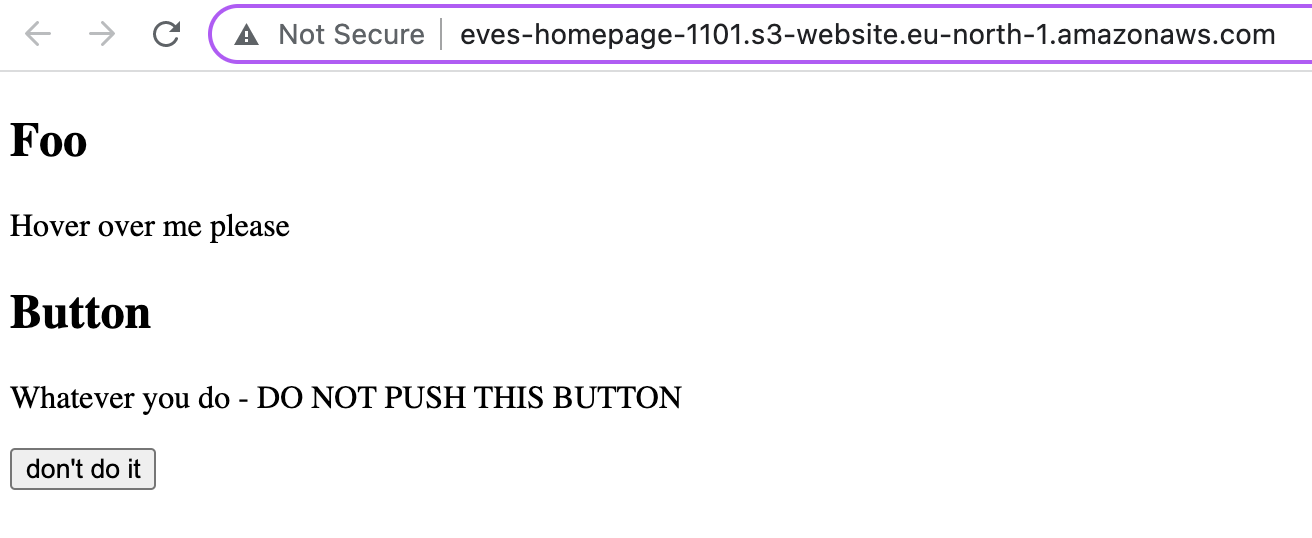 Not Secure eves-homepage-1101.s3-website.eu-north-1.amazonaws.com
Foo
Hover over me please
Button
Whatever you do - DO NOT PUSH THIS BUTTON
don't do it